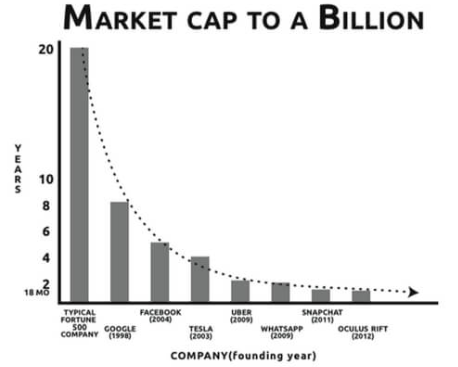 MARKET CAP TO A BILLION
20
10
8
6
4
2
18 MO
YEARS
TYPICAL
FORTUNE
500
COMPANY
GOOGLE
(1998)
FACEBOOK
(2004)
TESLA
(2003)
UBER
(2009)
WHATSAPP
(2009)
SNAPCHAT
(2011)
OCULUS RIFT
(2012)
COMPANY(founding year)